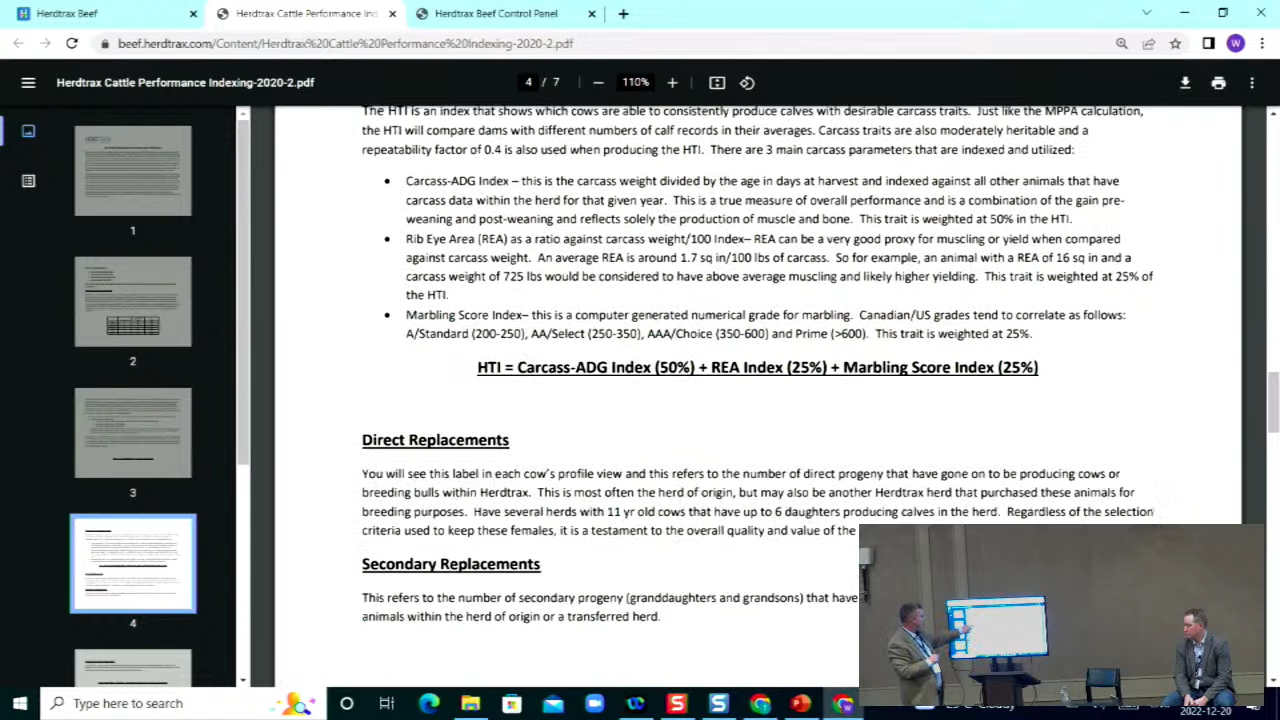 Herdtrax Beef
Herdtrax Cattle Performance Ind
Herdtrax Beef Control Panel
beef.herdtrax.com/Content/Herdtrax%20Cattle%20Performance%20Indexing-2020-2.pdf
W
Herdtrax Cattle Performance Indexing-2020-2.pdf
4 / 7
110%
The HTI is an index that shows which cows are able to consistently produce calves with desirable carcass traits. Just like the MPPA calculation,
the HTI will compare dams with different numbers of calf records in their averages. Carcass traits are also moderately heritable and a
repeatability factor of 0.4 is also used when producing the HTI. There are 3 main carcass parameters that are indexed and utilized:
• Carcass-ADG Index – this is the carcass weight divided by the age in days at harvest and indexed against all other animals that have
carcass data within the herd for that given year. This is a true measure of overall performance and is a combination of the gain pre-
weaning and post-weaning and reflects solely the production of muscle and bone. This trait is weighted at 50% in the HTI.
• Rib Eye Area (REA) as a ratio against carcass weight/100 Index– REA can be a very good proxy for muscling or yield when compared
against carcass weight. An average REA is around 1.7 sq in/100 lbs of carcass. So for example, an animal with a REA of 16 sq in and a
carcass weight of 725 lbs would be considered to have above average muscling and likely higher yielding. This trait is weighted at 25% of
the HTI.
• Marbling Score Index– this is a computer generated numerical grade for marbling. Canadian/US grades tend to correlate as follows:
A/Standard (200-250), AA/Select (250-350), AAA/Choice (350-600) and Prime (>600). This trait is weighted at 25%.
HTI = Carcass-ADG Index (50%) + REA Index (25%) + Marbling Score Index (25%)
Direct Replacements
You will see this label in each cow's profile view and this refers to the number of direct progeny that have gone on to be producing cows or
breeding bulls within Herdtrax. This is most often the herd of origin, but may also be another Herdtrax herd that purchased these animals for
breeding purposes. Have several herds with 11 yr old cows that have up to 6 daughters producing calves in the herd. Regardless of the selection
criteria used to keep these females, it is a testament to the overall quality and value of the
Secondary Replacements
This refers to the number of secondary progeny (granddaughters and grandsons) that have
animals within the herd of origin or a transferred herd.
1
2
3
4
Type here to search
2022-12-20